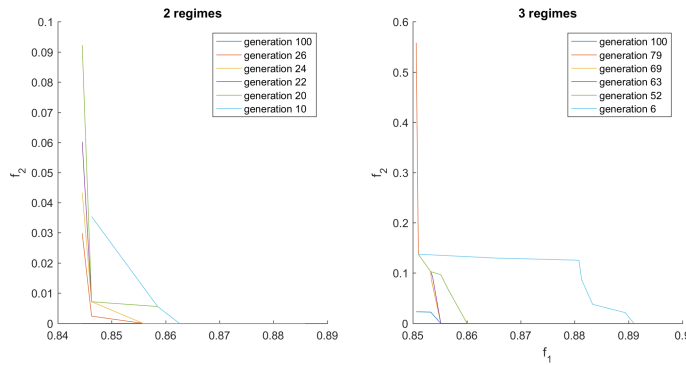 2 regimes
0.1
0.09
0.08
0.07
0.06
0.05
0.04
0.03
0.02
0.01
0
f2
generation 100
generation 26
generation 24
generation 22
generation 20
generation 10
0.84 0.85 0.86 0.87 0.88 0.89
3 regimes
0.6
0.5
0.4
0.3
0.2
0.1
0
f2
generation 100
generation 79
generation 69
generation 63
generation 52
generation 6
0.85 0.86 0.87 0.88 0.89 0.9
f1